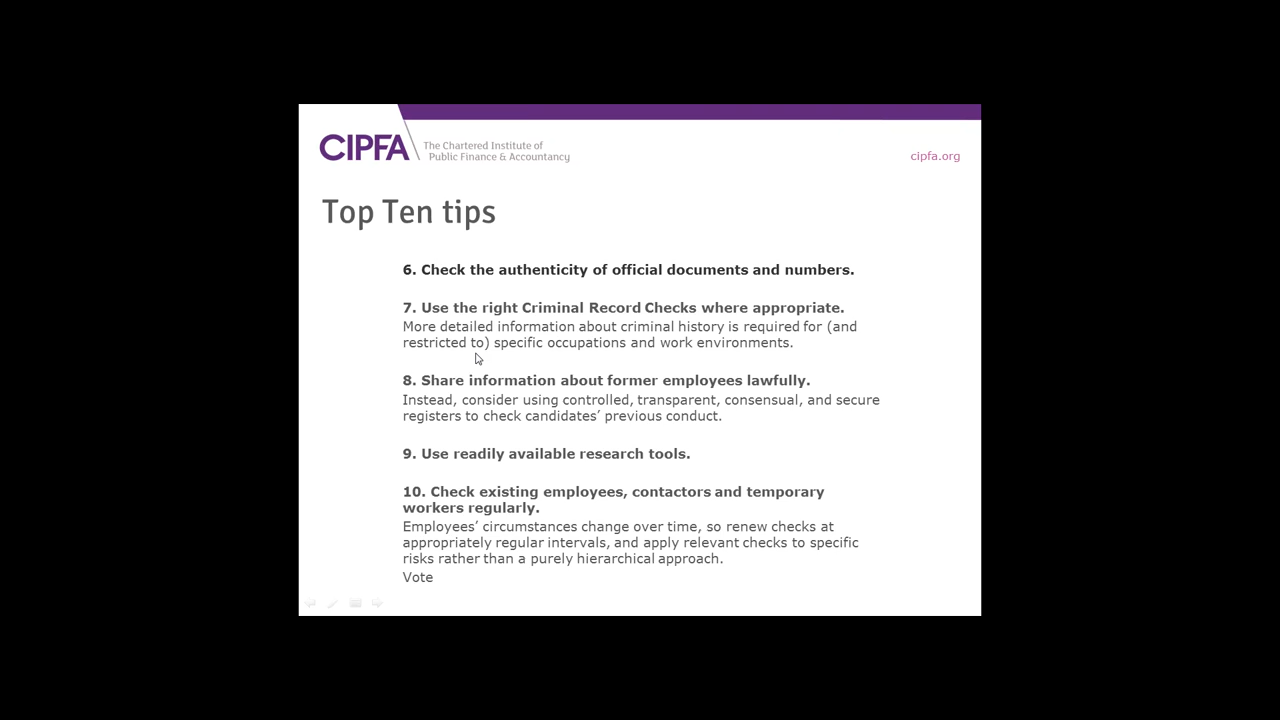 CIPFA
The Chartered Institute of
Public Finance & Accountancy
cipfa.org
Top Ten tips
6. Check the authenticity of official documents and numbers.
7. Use the right Criminal Record Checks where appropriate.
More detailed information about criminal history is required for (and
restricted to) specific occupations and work environments.
8. Share information about former employees lawfully.
Instead, consider using controlled, transparent, consensual, and secure
registers to check candidates’ previous conduct.
9. Use readily available research tools.
10. Check existing employees, contactors and temporary
workers regularly.
Employees’ circumstances change over time, so renew checks at
appropriately regular intervals, and apply relevant checks to specific
risks rather than a purely hierarchical approach.
Vote